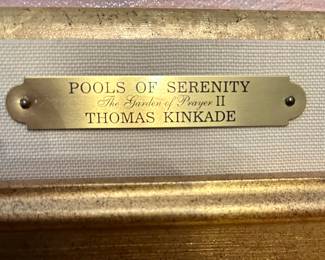 POOLS OF SERENITY
The Garden of Prayer II
THOMAS KINKADE